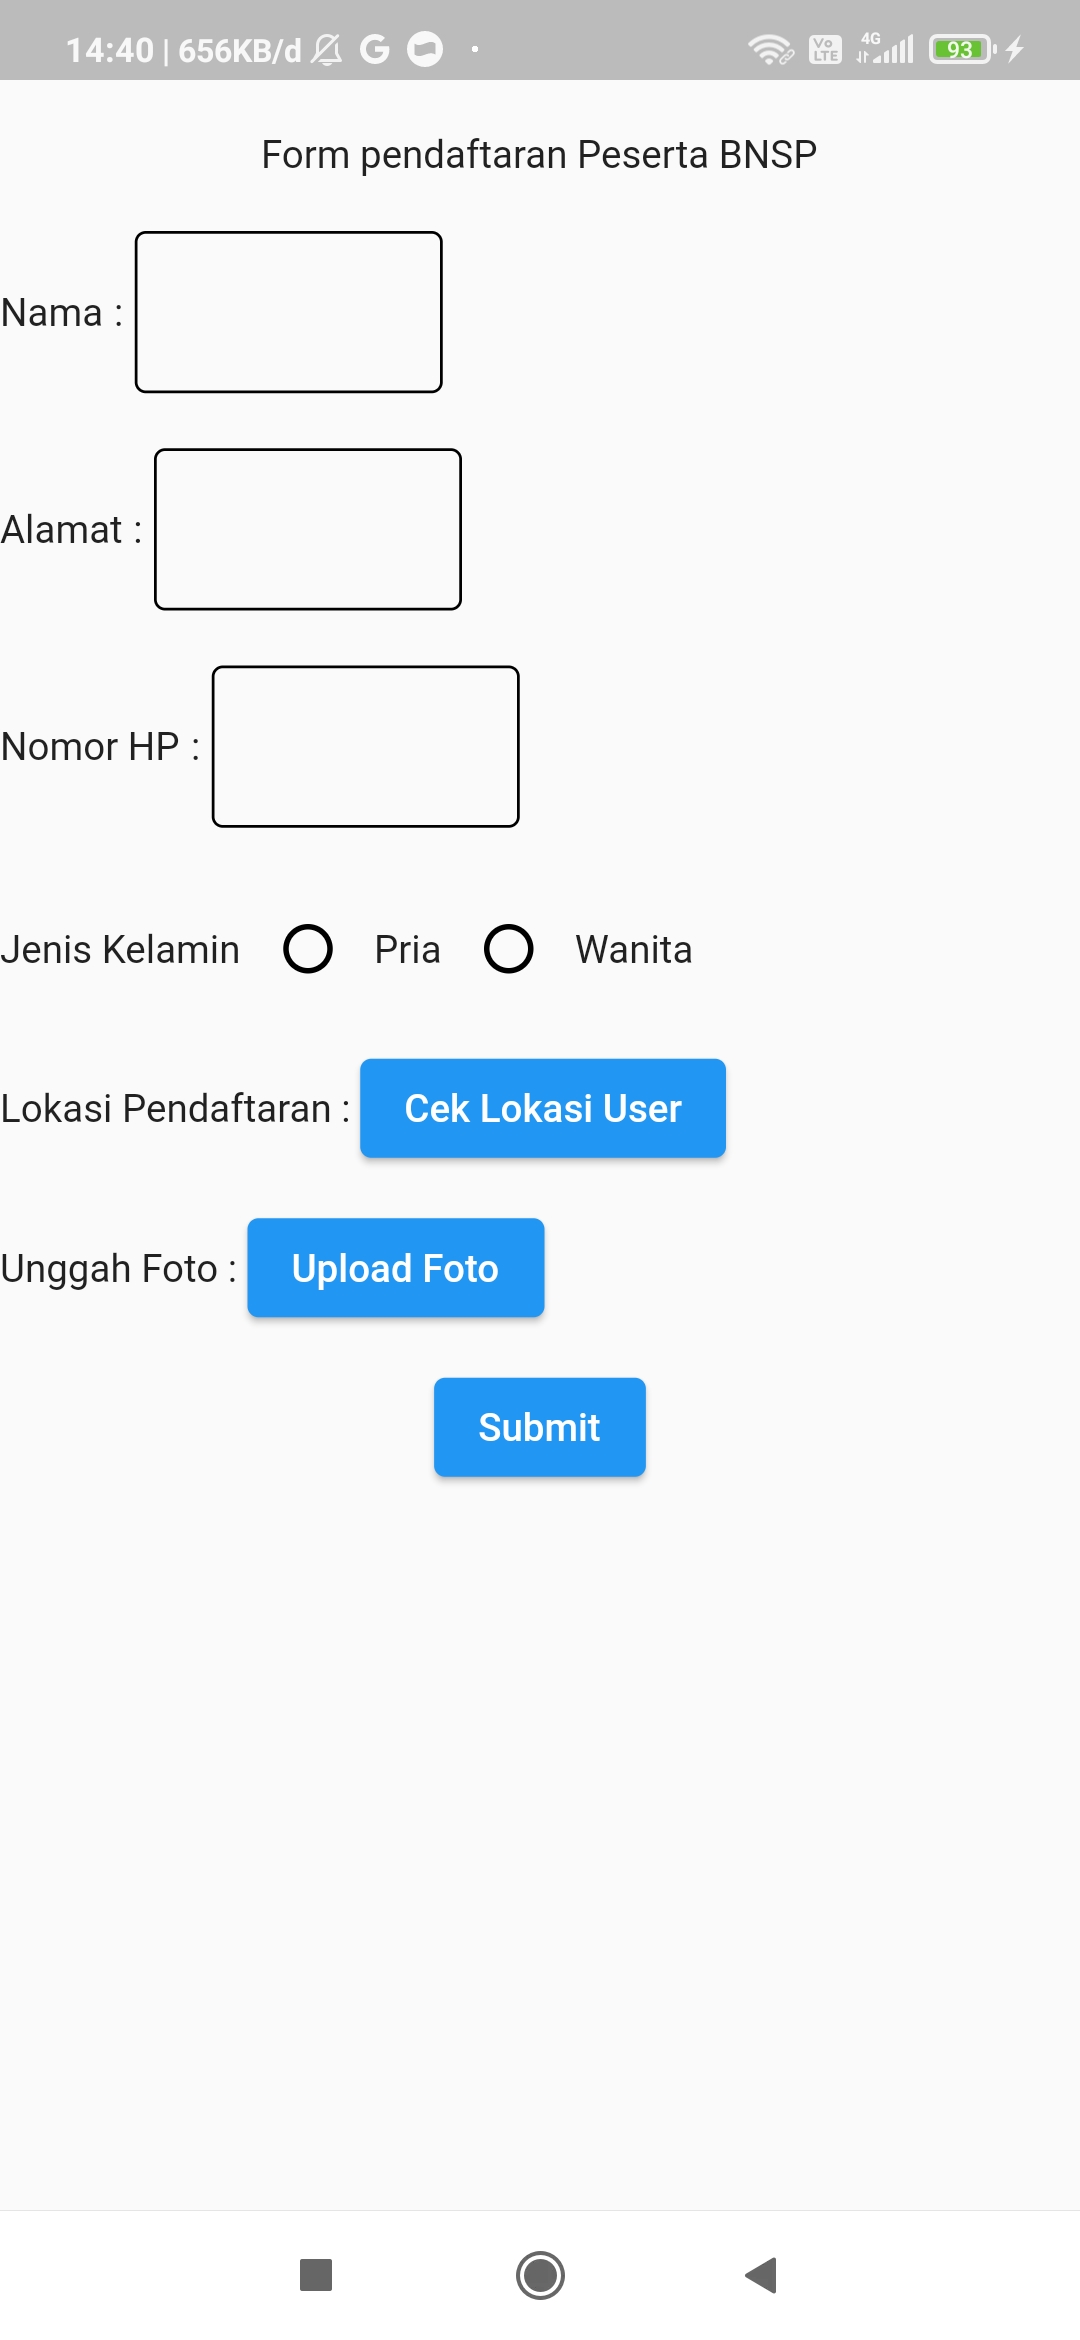 14:40 | 656KB/d
Vo LTE 4G 93
Form pendaftaran Peserta BNSP
Nama :
Alamat :
Nomor HP :
Jenis Kelamin Pria Wanita
Lokasi Pendaftaran : Cek Lokasi User
Unggah Foto : Upload Foto
Submit